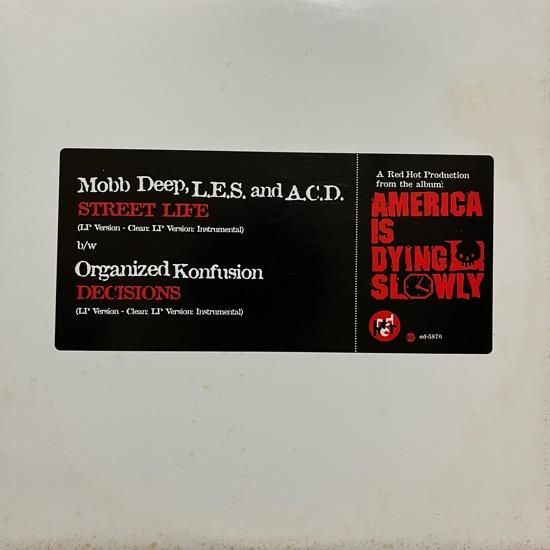 Mobb Deep, L.E.S. and A.C.D.
STREET LIFE
(LP Version - Clean: LP Version: Instrumental)
b/w
Organized Konfusion
DECISIONS
(LP Version - Clean: LP Version: Instrumental)
A Red Hot Production
from the album:
AMERICA
IS
DYING
SLOWLY
ed-5876